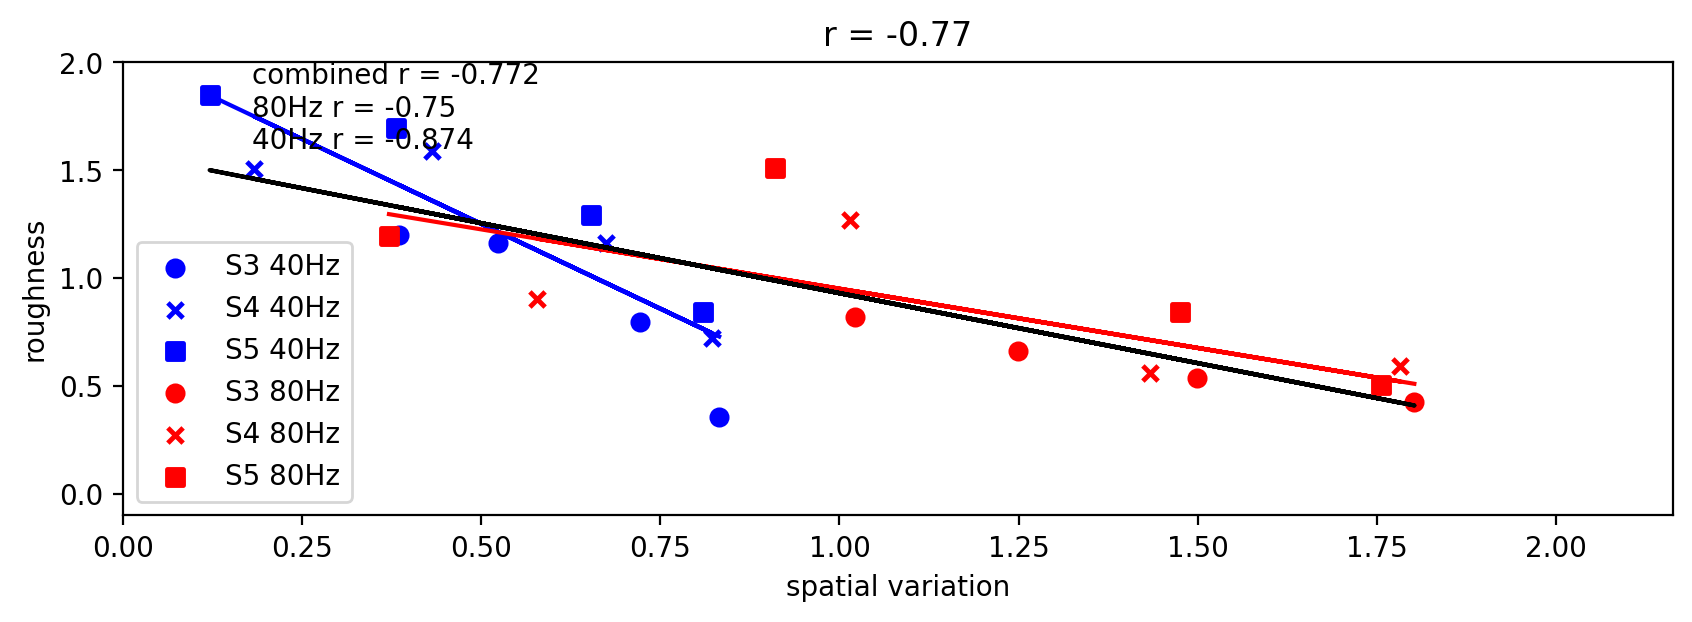 r = -0.77
combined r = -0.772
80Hz r = -0.75
40Hz r = -0.874
2.0
1.5
1.0
0.5
0.0
roughness
S3 40Hz
S4 40Hz
S5 40Hz
S3 80Hz
S4 80Hz
S5 80Hz
0.00 0.25 0.50 0.75 1.00 1.25 1.50 1.75 2.00
spatial variation